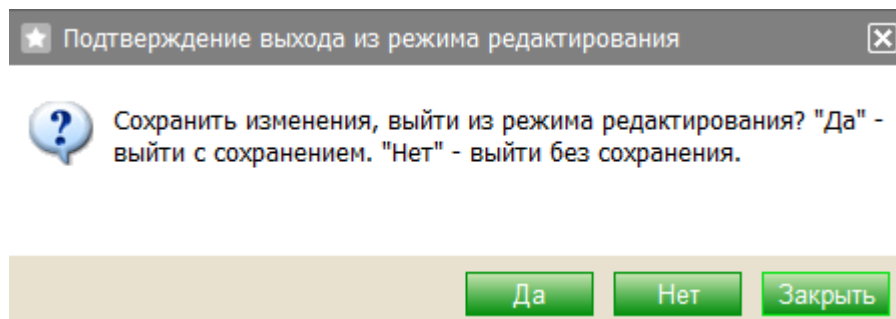 Подтверждение выхода из режима редактирования
Сохранить изменения, выйти из режима редактирования? "Да" -
выйти с сохранением. "Нет" - выйти без сохранения.
Да Нет Закрыть